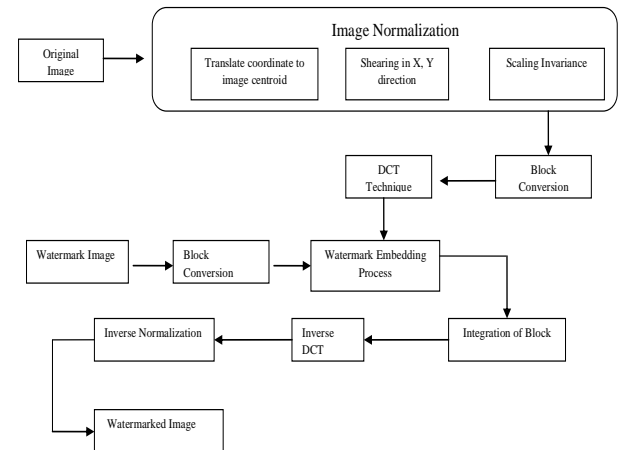 Image Normalization
Original
Image
Translate coordinate to
image centroid
Shearing in X, Y
direction
Scaling Invariance
DCT
Technique
Block
Conversion
Watermark Image
Block
Conversion
Watermark Embedding
Process
Inverse Normalization
Inverse
DCT
Integration of Block
Watermarked Image